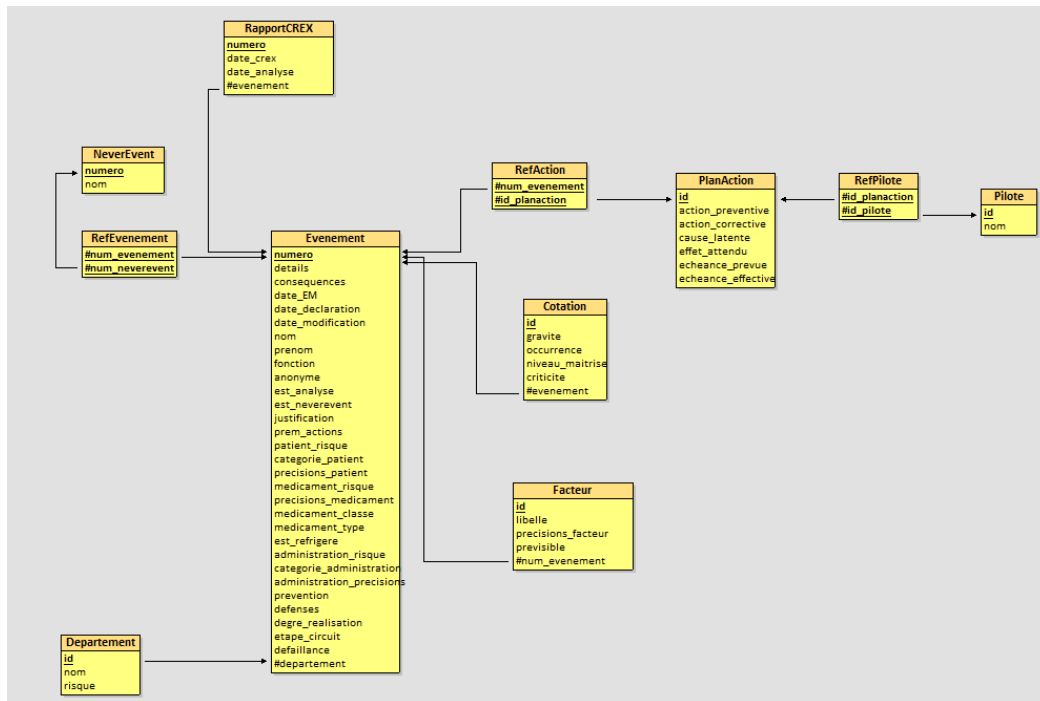 RapportCREX
numero
date_crex
date_analyse
#evenement
NeverEvent
numero
nom
RefEvenement
#num_evenement
#num_neverevent
Evenement
numero
details
consequences
date_EM
date_declaration
date_modification
nom
prenom
fonction
anonyme
est_analyse
est_neverevent
justification
prem_actions
patient_risque
categorie_patient
precisions_patient
medicament_risque
precisions_medicament
medicament_classe
medicament_type
est_refrigere
administration_risque
categorie_administration
administration_precisions
prevention
defenses
degre_realisation
etape_circuit
defaillance
#departement
RefAction
#num_evenement
#id_planaction
PlanAction
id
action_preventive
action_corrective
cause_latente
effet_attendu
echeance_prevue
echeance_effective
RefPilote
#id_planaction
#id_pilote
Pilote
id
nom
Cotation
id
gravite
occurrence
niveau_maitrise
criticite
#evenement
Facteur
id
libelle
precisions_facteur
previsible
#num_evenement
Departement
id
nom
risque